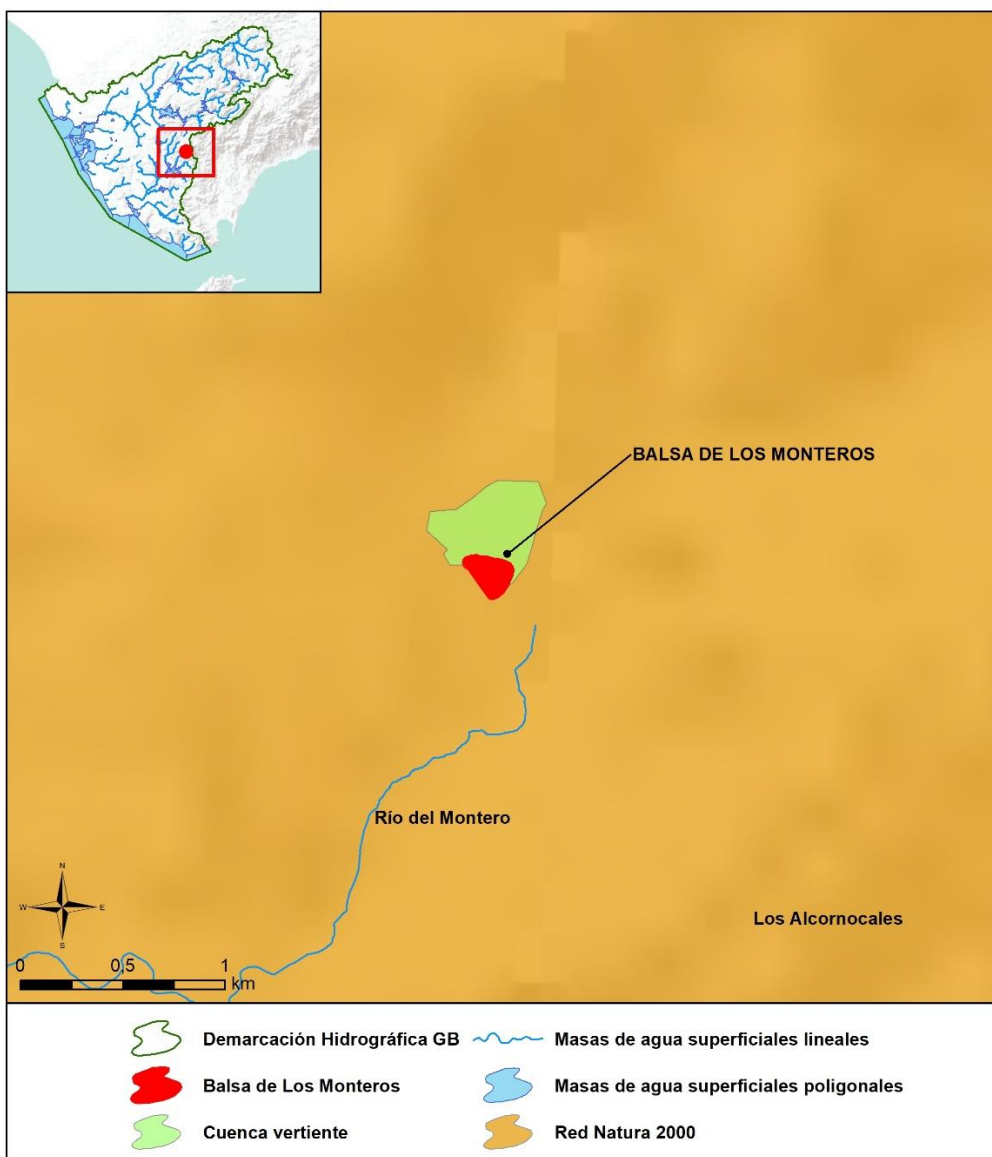 BALSA DE LOS MONTEROS
Río del Montero
N
W E
S
Los Alcornocales
0 0,5 1
km
Demarcación Hidrográfica GB
Masas de agua superficiales lineales
Balsa de Los Monteros
Masas de agua superficiales poligonales
Cuenca vertiente
Red Natura 2000